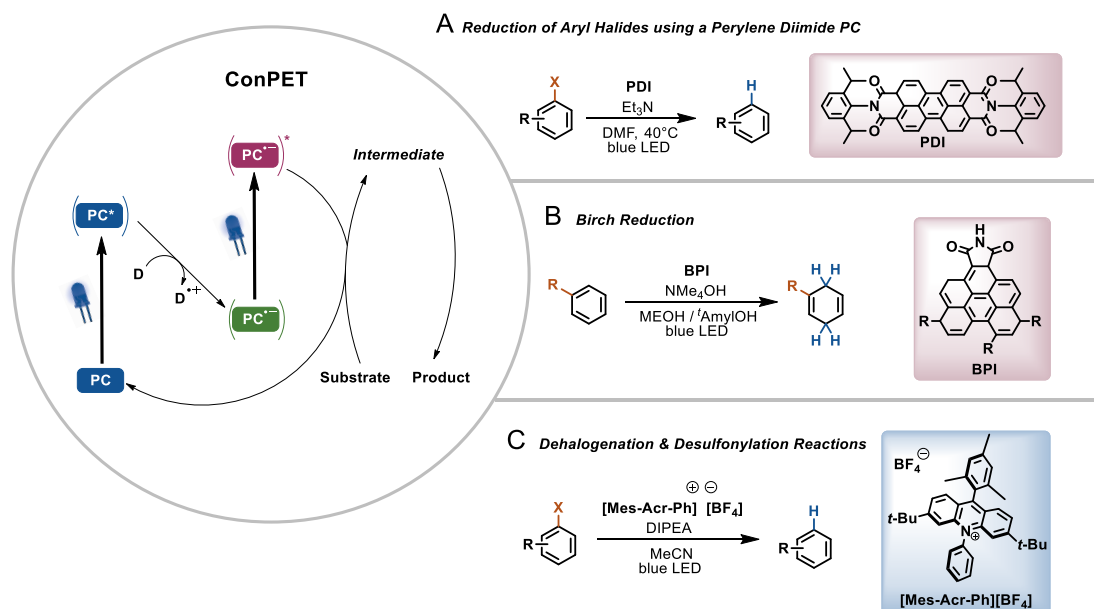 ConPET
PC•−
*
PC*
D
D•+
PC•−
PC
Intermediate
Substrate
Product
A Reduction of Aryl Halides using a Perylene Diimide PC
X
R
PDI
Et3N
DMF, 40°C
blue LED
H
R
O
O
N
N
O
O
PDI
B Birch Reduction
R
BPI
NMe4OH
MEOH / tAmylOH
blue LED
H H
R
H H
H
N
O O
R
R
R
BPI
C Dehalogenation & Desulfonylation Reactions
X
R
⊕ ⊖
[Mes-Acr-Ph] [BF4]
DIPEA
MeCN
blue LED
H
R
BF4 ⊖
t-Bu
N
⊕
t-Bu
[Mes-Acr-Ph][BF4]